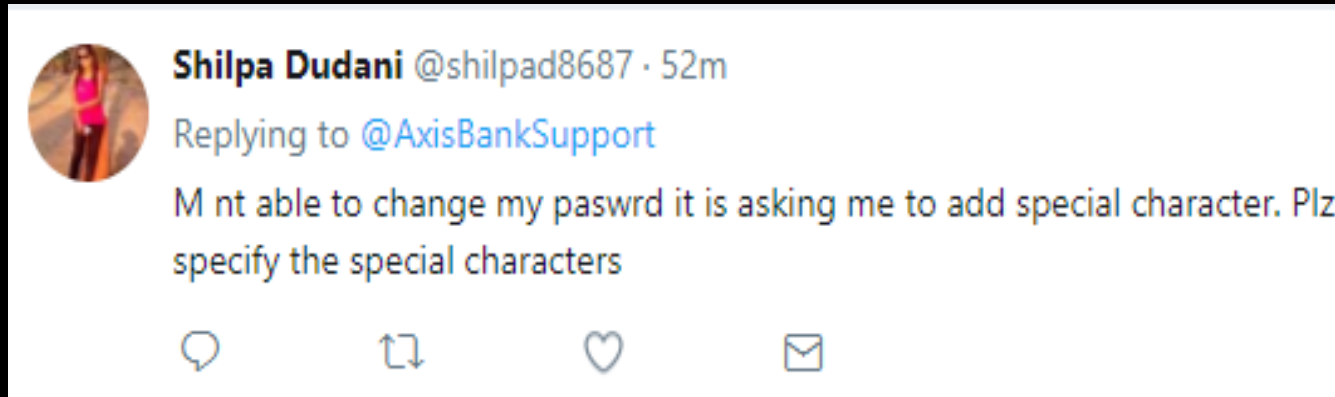 Shilpa Dudani @shilpad8687 · 52m
Replying to @AxisBankSupport
M nt able to change my paswrd it is asking me to add special character. Plz
specify the special characters